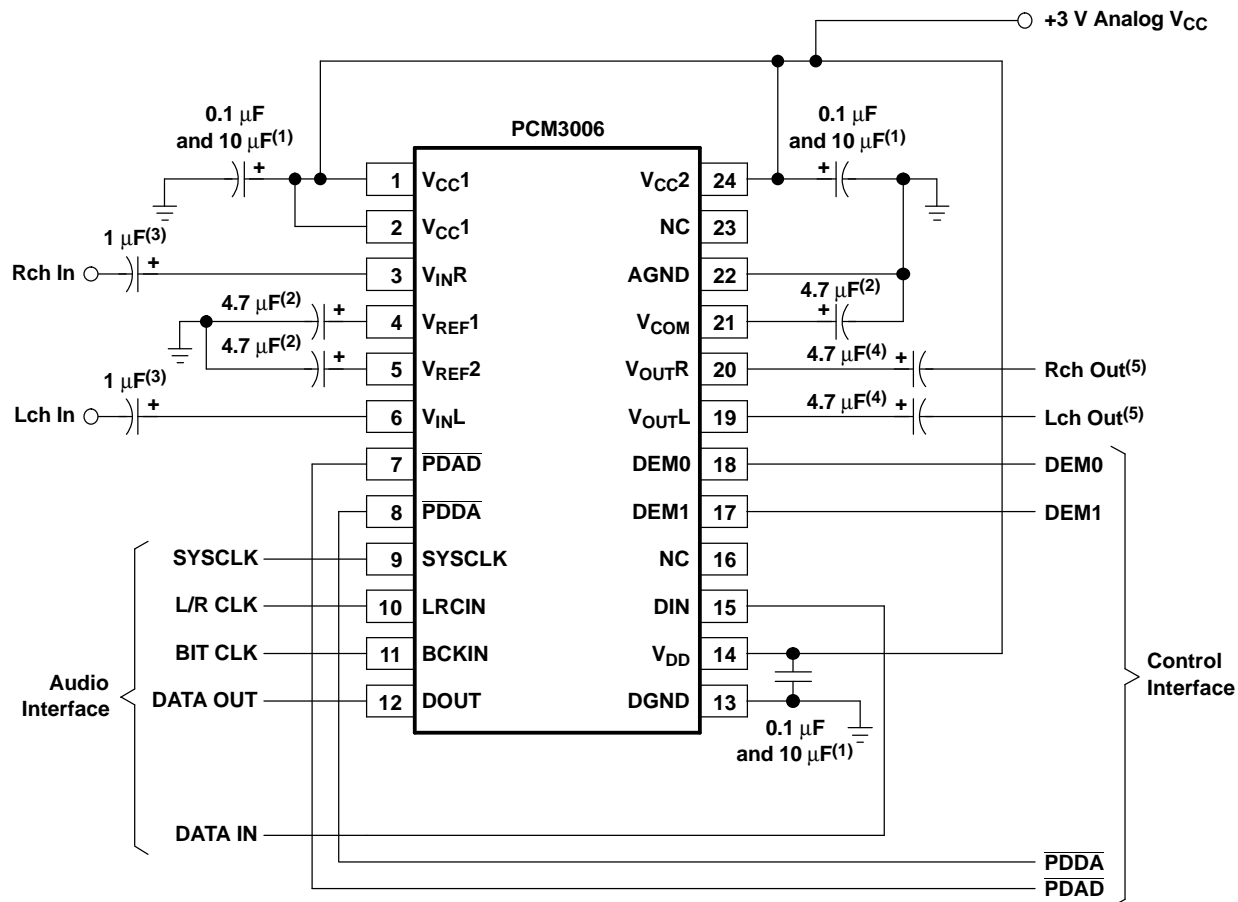 +3 V Analog VCC
0.1 μF
and 10 μF(1)
PCM3006
0.1 μF
and 10 μF(1)
+
1 VCC1
VCC2 24
+
2 VCC1
NC 23
1 μF(3)
Rch In
+
3 VINR
AGND 22
4.7 μF(2)
+
4 VREF1
VCOM 21
4.7 μF(2)
+
4.7 μF(2)
+
5 VREF2
VOUTR 20
4.7 μF(4)
+
Rch Out(5)
1 μF(3)
Lch In
+
6 VINL
VOUTL 19
4.7 μF(4)
+
Lch Out(5)
7 PDAD
DEM0 18
DEM0
8 PDDA
DEM1 17
DEM1
SYSCLK
9 SYSCLK
NC 16
L/R CLK
10 LRCIN
DIN 15
BIT CLK
11 BCKIN
VDD 14
DATA OUT
12 DOUT
DGND 13
0.1 μF
and 10 μF(1)
Audio
Interface
Control
Interface
DATA IN
PDDA
PDAD